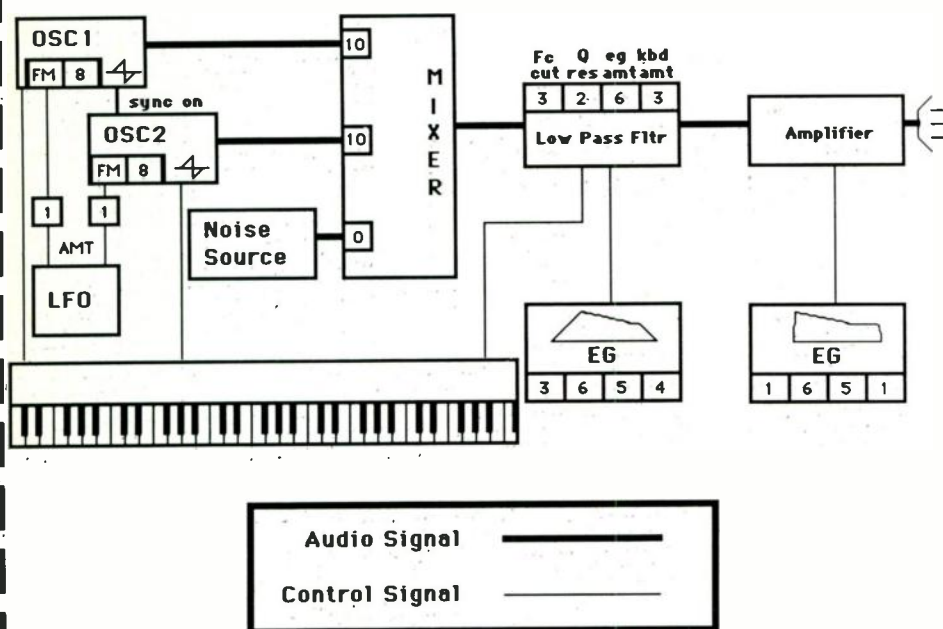 OSC1
FM 8
sync on
OSC2
FM 8
10
10
0
MIXER
Noise
Source
1 1
AMT
LFO
Fc Q eg kbd
cut res amt amt
3 2 6 3
Low Pass Fltr
Amplifier
EG
3 6 5 4
EG
1 6 5 1
Audio Signal
Control Signal